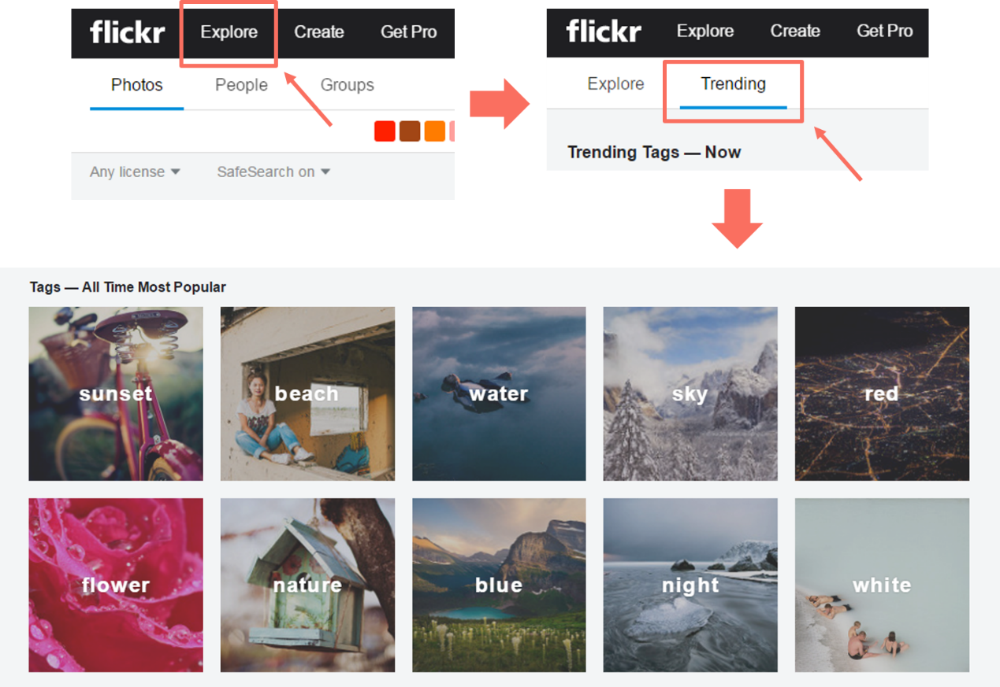 flickr Explore Create Get Pro
Photos People Groups
Any license SafeSearch on
flickr Explore Create Get Pro
Explore Trending
Trending Tags — Now
Tags — All Time Most Popular
sunset beach water sky red
flower nature blue night white